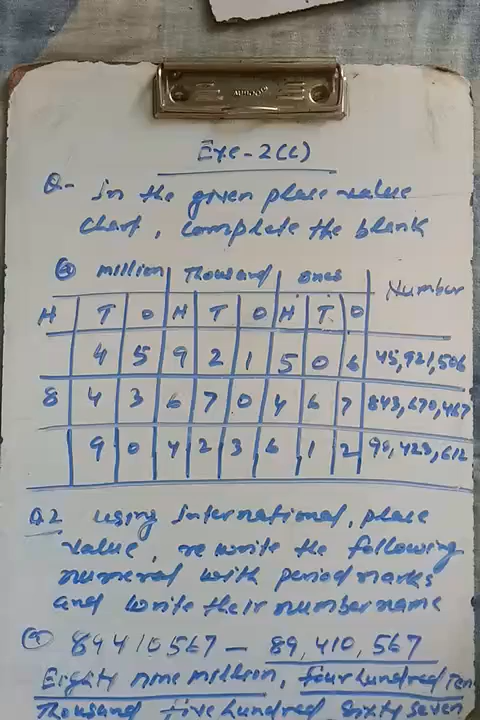 Exe-2(c)
Q- In the given place value
chart, complete the blank
(a) million Thousand ones Number
H T O H T O H T O
4 5 9 2 1 5 0 6 45,921,506
8 4 3 6 7 0 4 6 7 843,670,467
9 0 4 2 3 6 1 2 90,423,612
Q.2 using International, place
value, re write the following
numeral with period marks
and write their number name
(a) 89410567 - 89,410,567
Eighty nine million, four hundred Ten
Thousand five hundred sixty seven